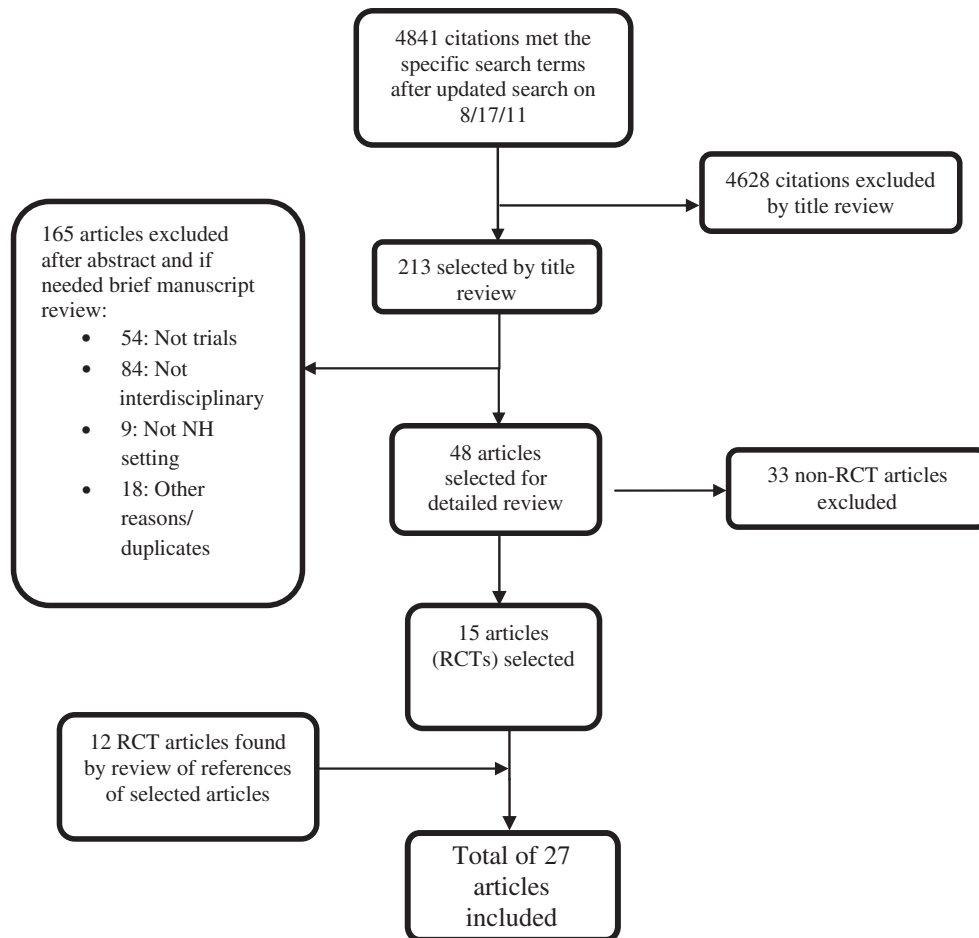 4841 citations met the
specific search terms
after updated search on
8/17/11
4628 citations excluded
by title review
213 selected by title
review
165 articles excluded
after abstract and if
needed brief manuscript
review:
• 54: Not trials
• 84: Not
interdisciplinary
• 9: Not NH
setting
• 18: Other
reasons/
duplicates
48 articles
selected for
detailed review
33 non-RCT articles
excluded
15 articles
(RCTs) selected
12 RCT articles found
by review of references
of selected articles
Total of 27
articles
included